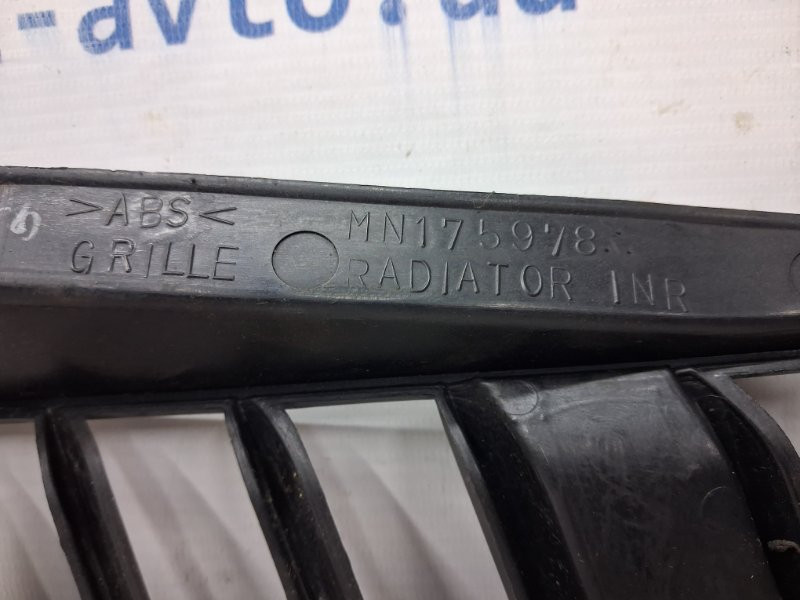 -avto.ua
>ABS< MN175978
GRILLE RADIATOR INR